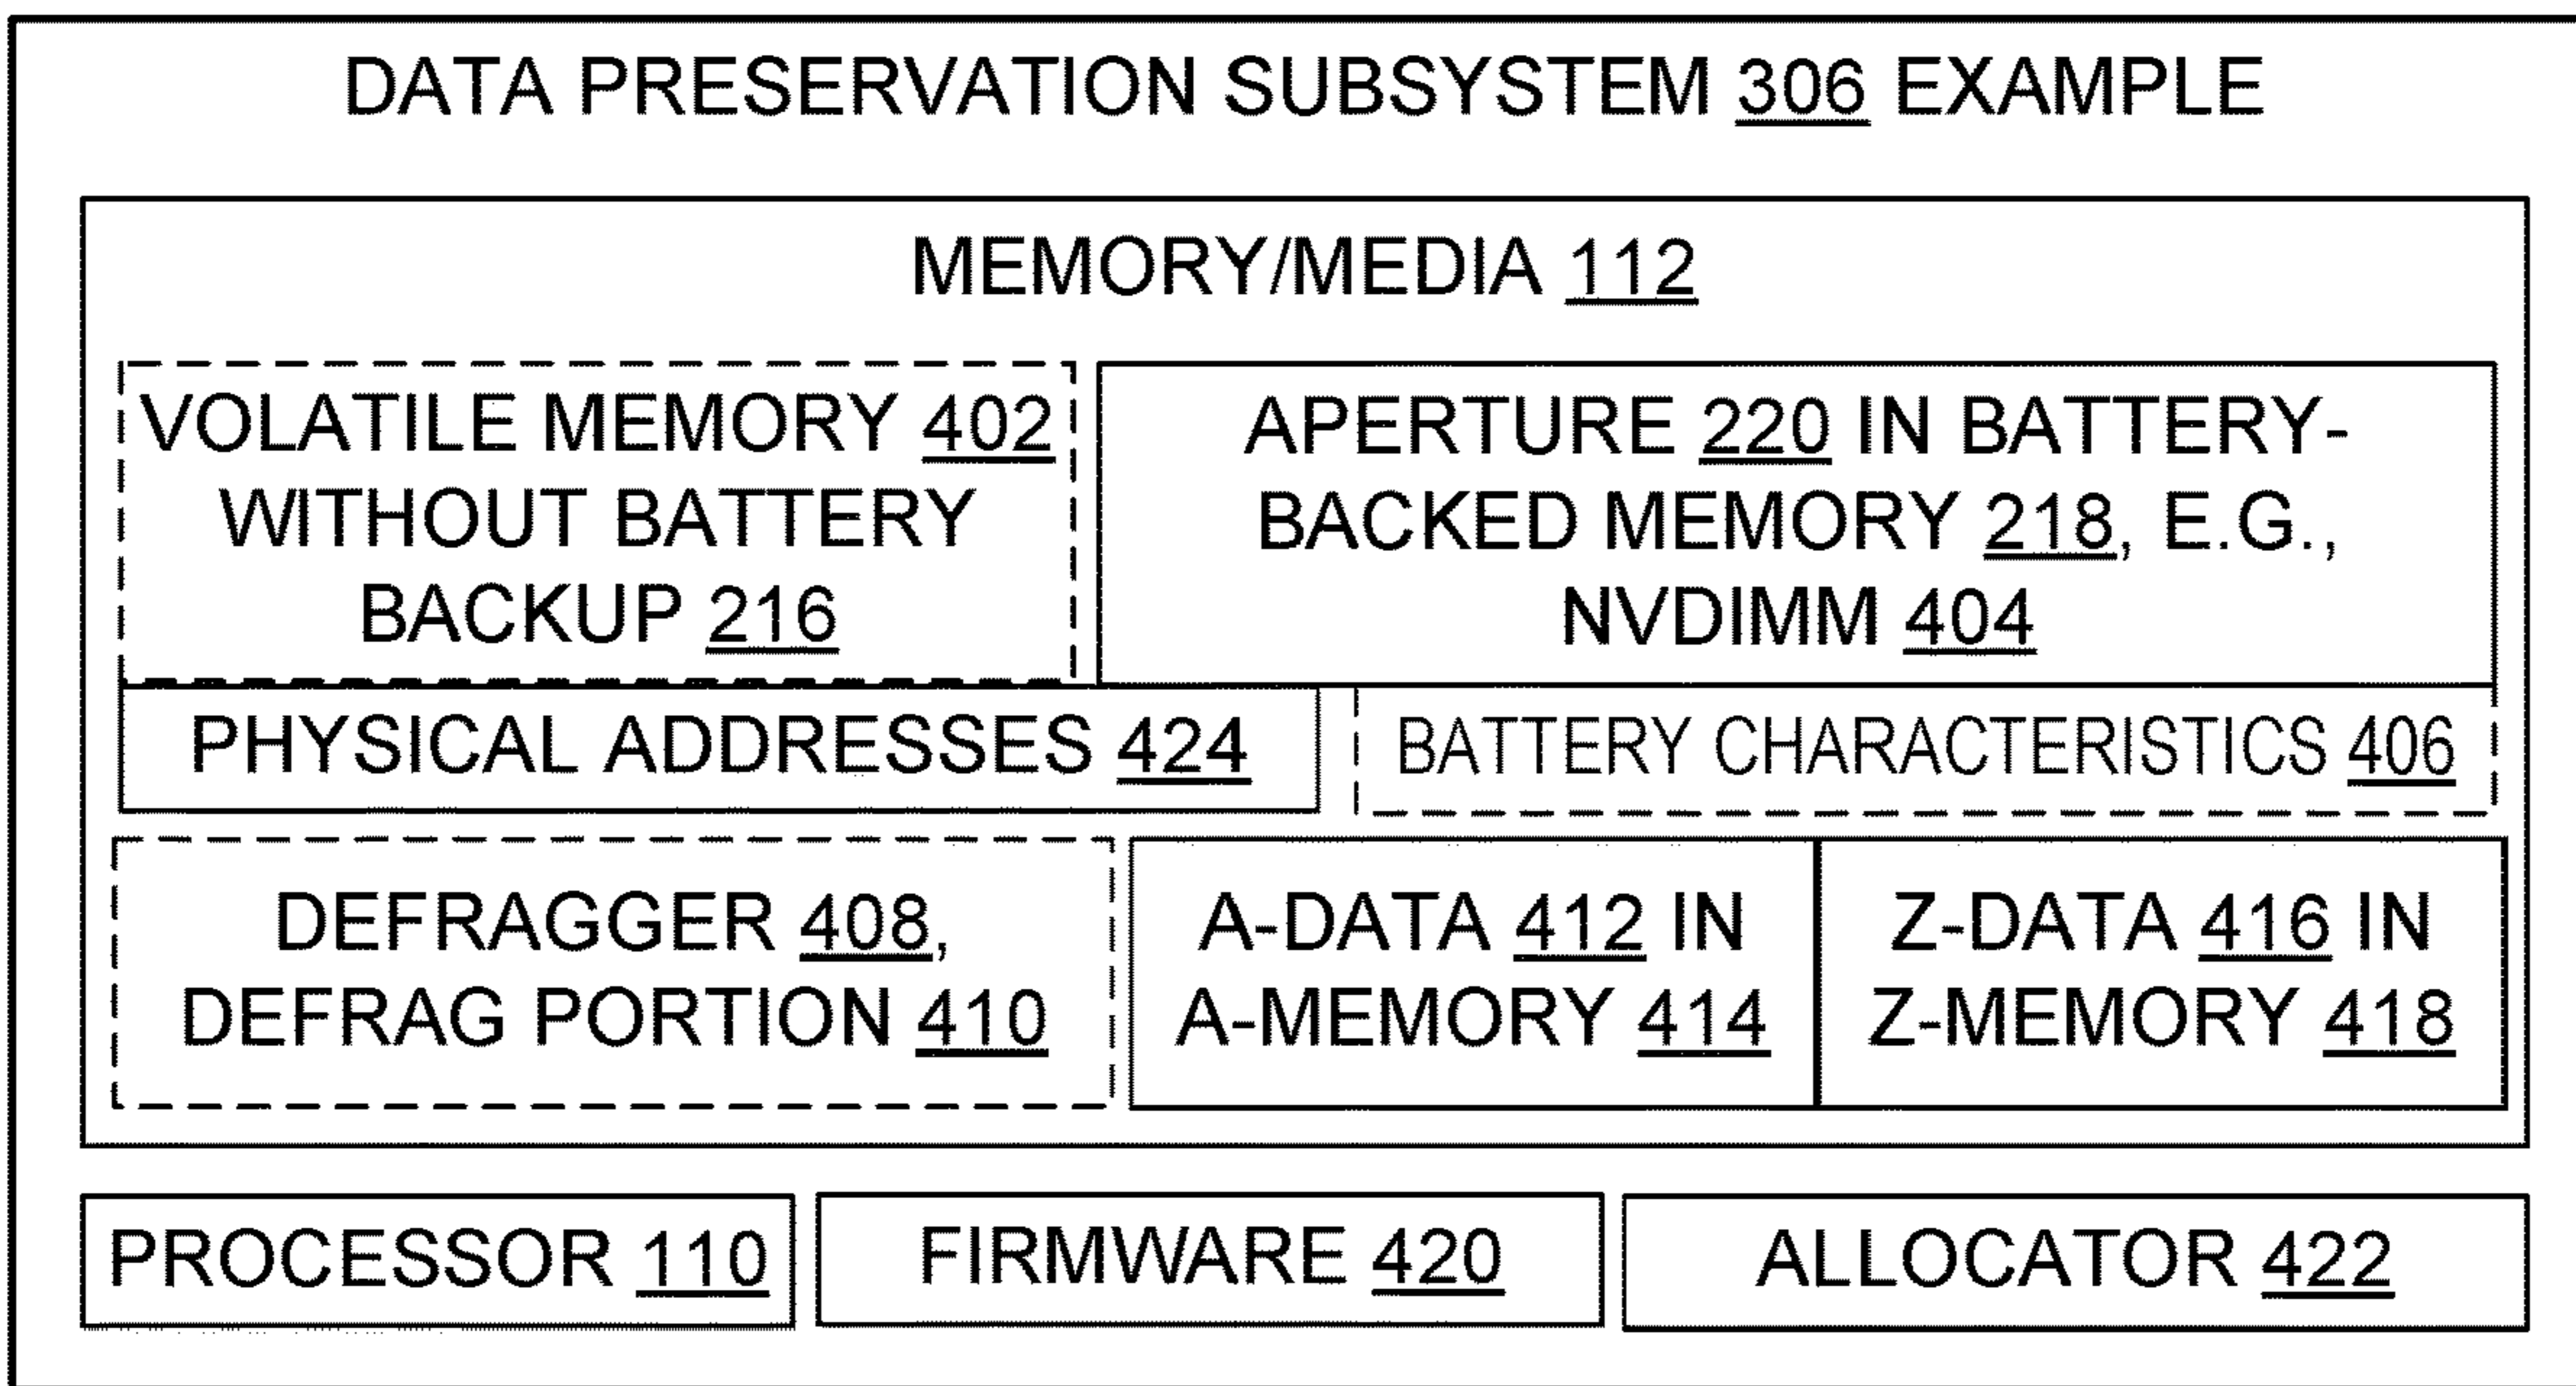 DATA PRESERVATION SUBSYSTEM 306 EXAMPLE
MEMORY/MEDIA 112
VOLATILE MEMORY 402
WITHOUT BATTERY
BACKUP 216
APERTURE 220 IN BATTERY-
BACKED MEMORY 218, E.G.,
NVDIMM 404
PHYSICAL ADDRESSES 424
BATTERY CHARACTERISTICS 406
DEFRAGGER 408,
DEFRAG PORTION 410
A-DATA 412 IN
A-MEMORY 414
Z-DATA 416 IN
Z-MEMORY 418
PROCESSOR 110
FIRMWARE 420
ALLOCATOR 422